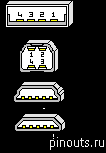 4 3 2 1
1 2
4 3
pinouts.ru